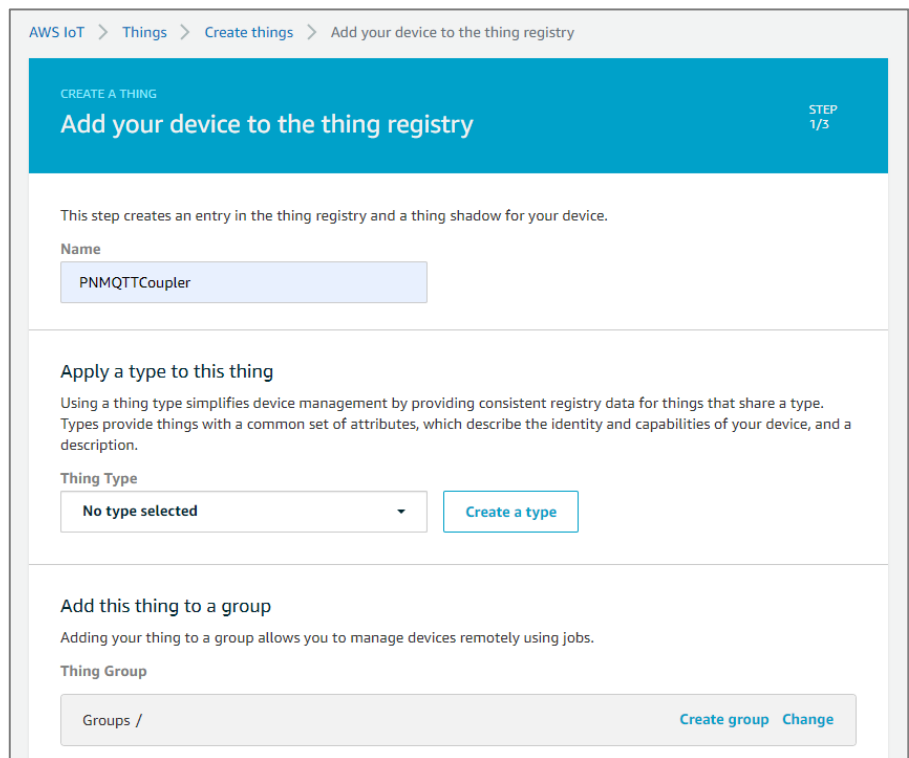 AWS IoT > Things > Create things > Add your device to the thing registry
CREATE A THING
Add your device to the thing registry
STEP
1/3
This step creates an entry in the thing registry and a thing shadow for your device.
Name
PNMQTTCoupler
Apply a type to this thing
Using a thing type simplifies device management by providing consistent registry data for things that share a type.
Types provide things with a common set of attributes, which describe the identity and capabilities of your device, and a
description.
Thing Type
No type selected
Create a type
Add this thing to a group
Adding your thing to a group allows you to manage devices remotely using jobs.
Thing Group
Groups /
Create group Change